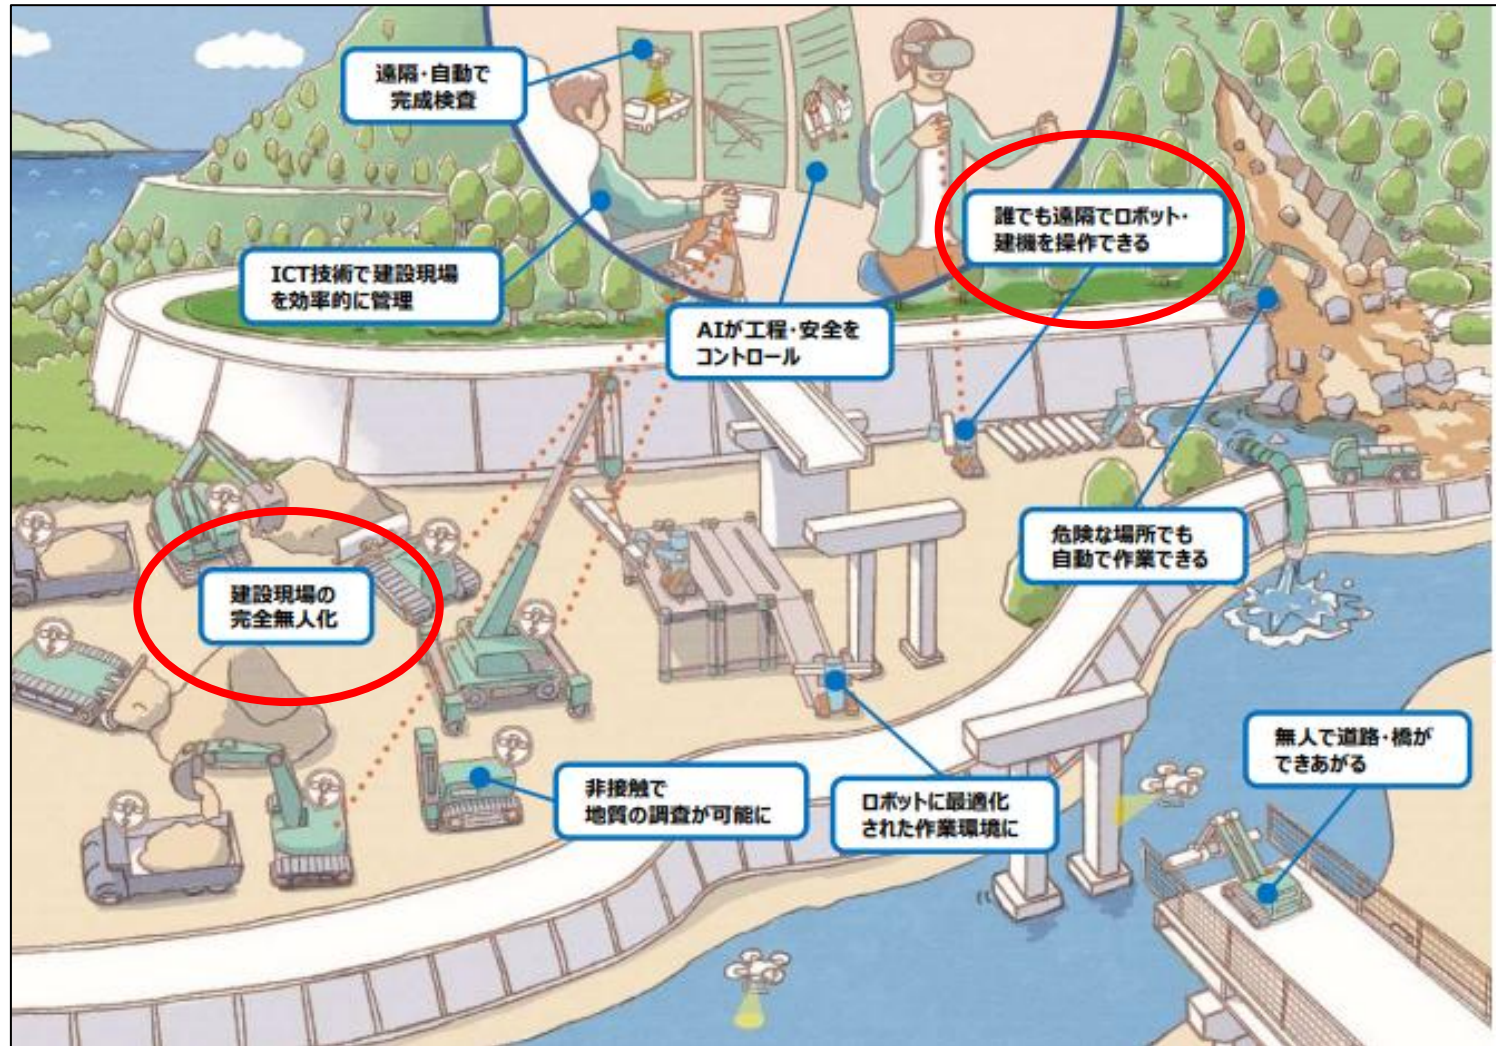 遠隔・自動で
完成検査
誰でも遠隔でロボット・
建機を操作できる
ICT技術で建設現場
を効率的に管理
AIが工程・安全を
コントロール
危険な場所でも
自動で作業できる
建設現場の
完全無人化
無人で道路・橋が
できあがる
非接触で
地質の調査が可能に
ロボットに最適化
された作業環境に